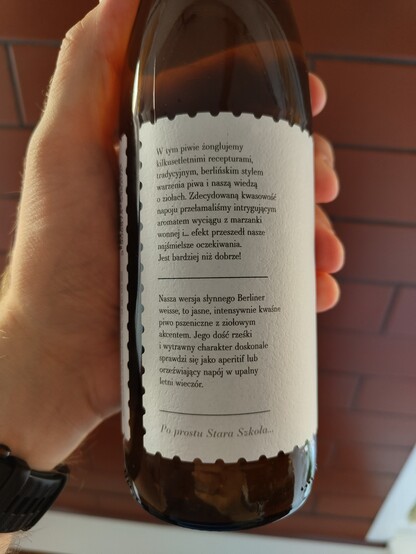 W tym piwie żonglujemy
kilkusetletnimi recepturami,
tradycyjnym, berlińskim stylem
warzenia piwa i naszą wiedzą
o ziołach. Zdecydowaną kwasowość
napoju przełamaliśmy intrygującym
aromatem wyciągu z marzanki
wonnej i... efekt przeszedł nasze
najśmielsze oczekiwania.
Jest bardziej niż dobrze!
Nasza wersja słynnego Berliner
weisse, to jasne, intensywnie kwaśne
piwo pszeniczne z ziołowym
akcentem. Jego dość rześki
i wytrawny charakter doskonale
sprawdzi się jako aperitif lub
orzeźwiający napój w upalny
letni wieczór.
Po prostu Stara Szkoła...